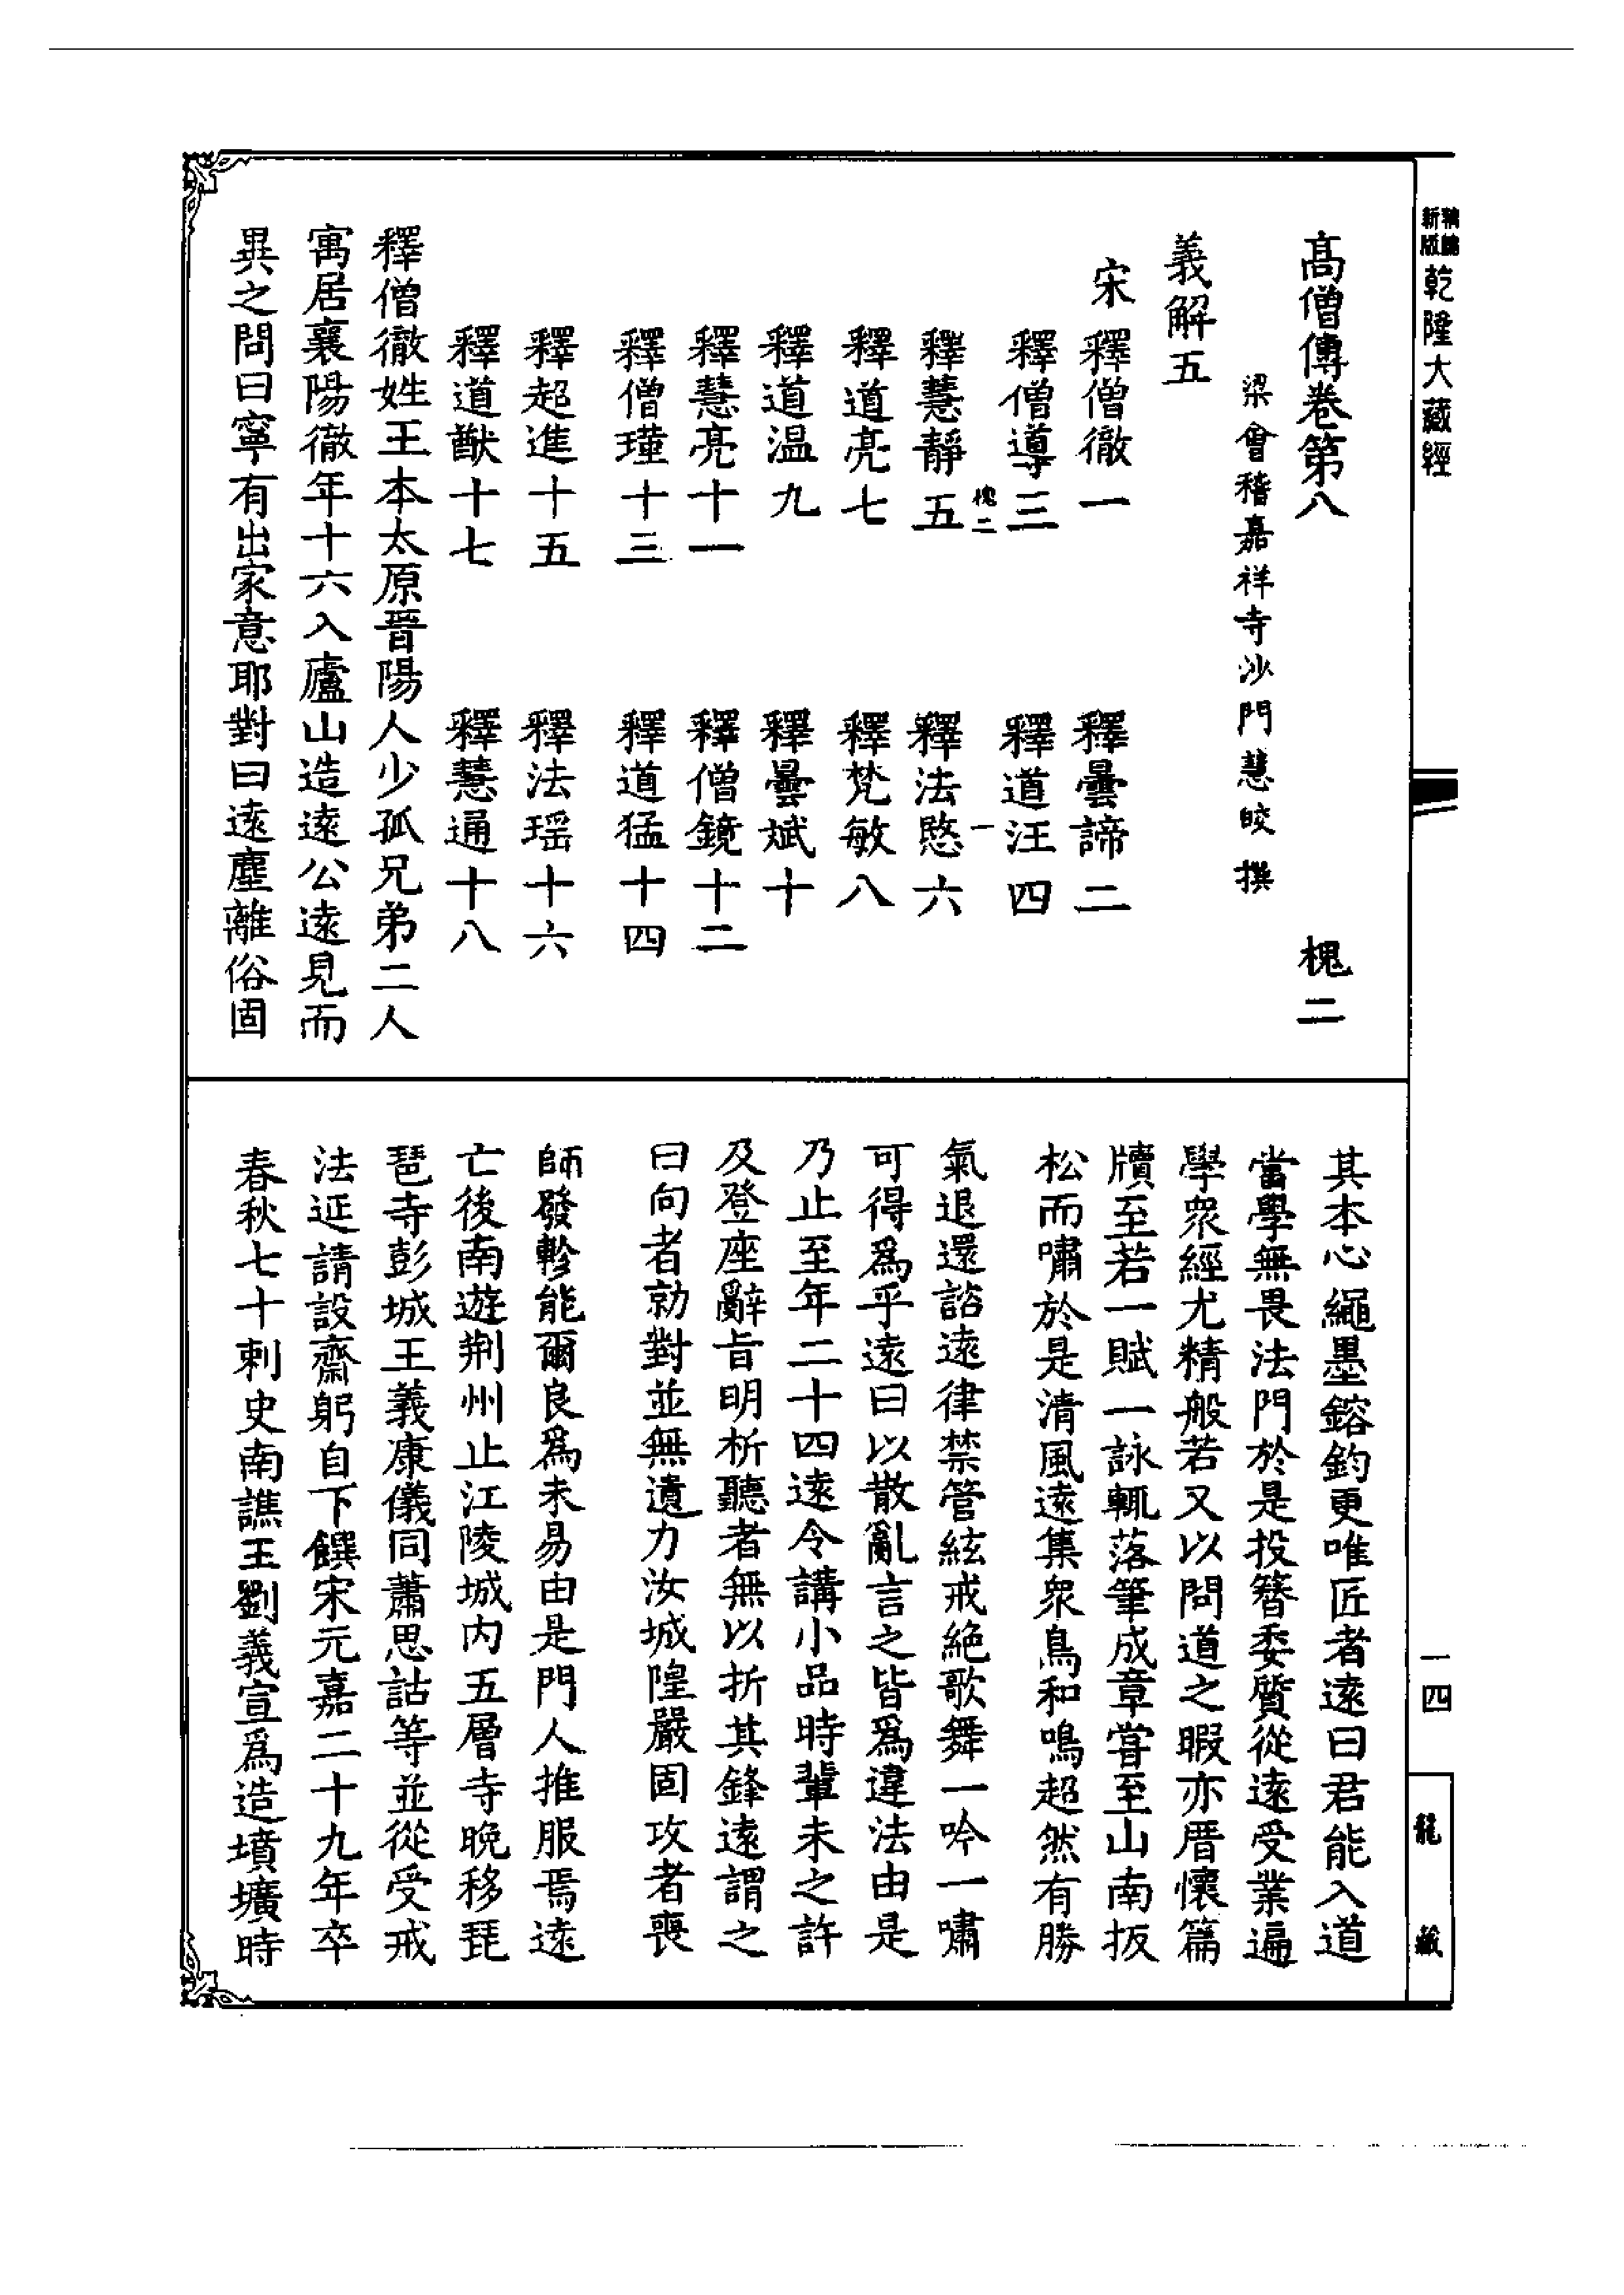 新編縮版乾隆大藏經
高僧傳卷第八　槐二
梁會稽嘉祥寺沙門慧皎撰
義解五
宋　釋僧徹一　釋曇諦二
釋僧導三　釋道汪四
槐二　一
釋慧靜五　釋法愍六
釋道亮七　釋梵敏八
釋道温九　釋曇斌十
釋慧亮十一　釋僧鏡十二
釋僧瑾十三　釋道猛十四
釋超進十五　釋法瑶十六
釋道猷十七　釋慧通十八
釋僧徹姓王本太原晉陽人少孤兄弟二人
寓居襄陽徹年十六入廬山造遠公遠見而
異之問曰寧有出家意耶對曰遠塵離俗固
其本心繩墨鎔鈞更唯匠者遠曰君能入道
當學無畏法門於是投簪委質從遠受業遍
學衆經尤精般若又以問道之暇亦厝懷篇
牘至若一賦一詠輒落筆成章嘗至山南扳
松而嘯於是清風遠集衆鳥和鳴超然有勝
氣退還諮遠律禁管絃戒絶歌舞一吟一嘯
可得爲乎遠曰以散亂言之皆爲違法由是
乃止至年二十四遠令講小品時輩未之許
及登座辭旨明析聽者無以折其鋒遠謂之
曰向者勍對並無遺力汝城隍嚴固攻者喪
師發軫能爾良爲未易由是門人推服焉遠
亡後南遊荆州止江陵城内五層寺晚移琵
琶寺彭城王義康儀同蕭思詁等並從受戒
法延請設齋躬自下饌宋元嘉二十九年卒
春秋七十刺史南譙王劉義宣爲造墳壙時
一四
龍藏